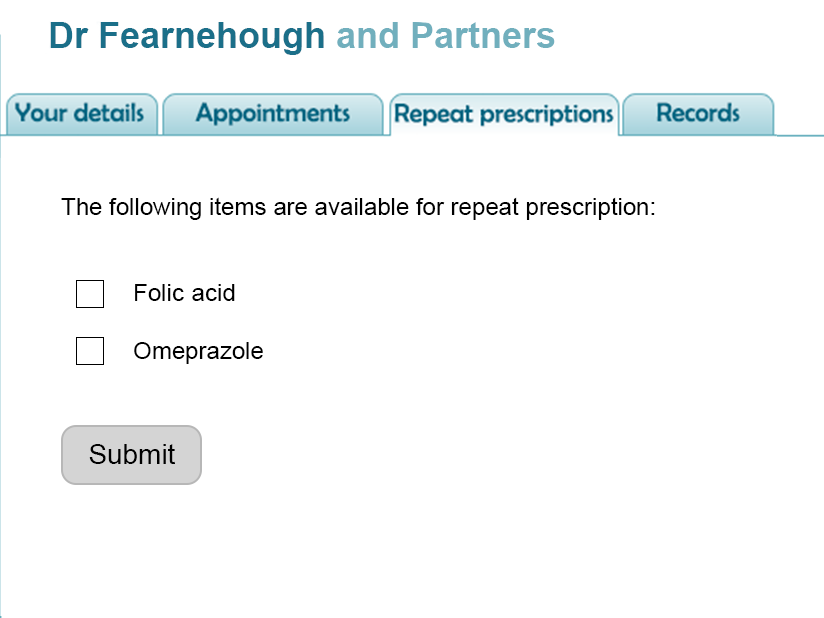 Dr Fearnehough and Partners
Your details Appointments Repeat prescriptions Records
The following items are available for repeat prescription:
Folic acid
Omeprazole
Submit